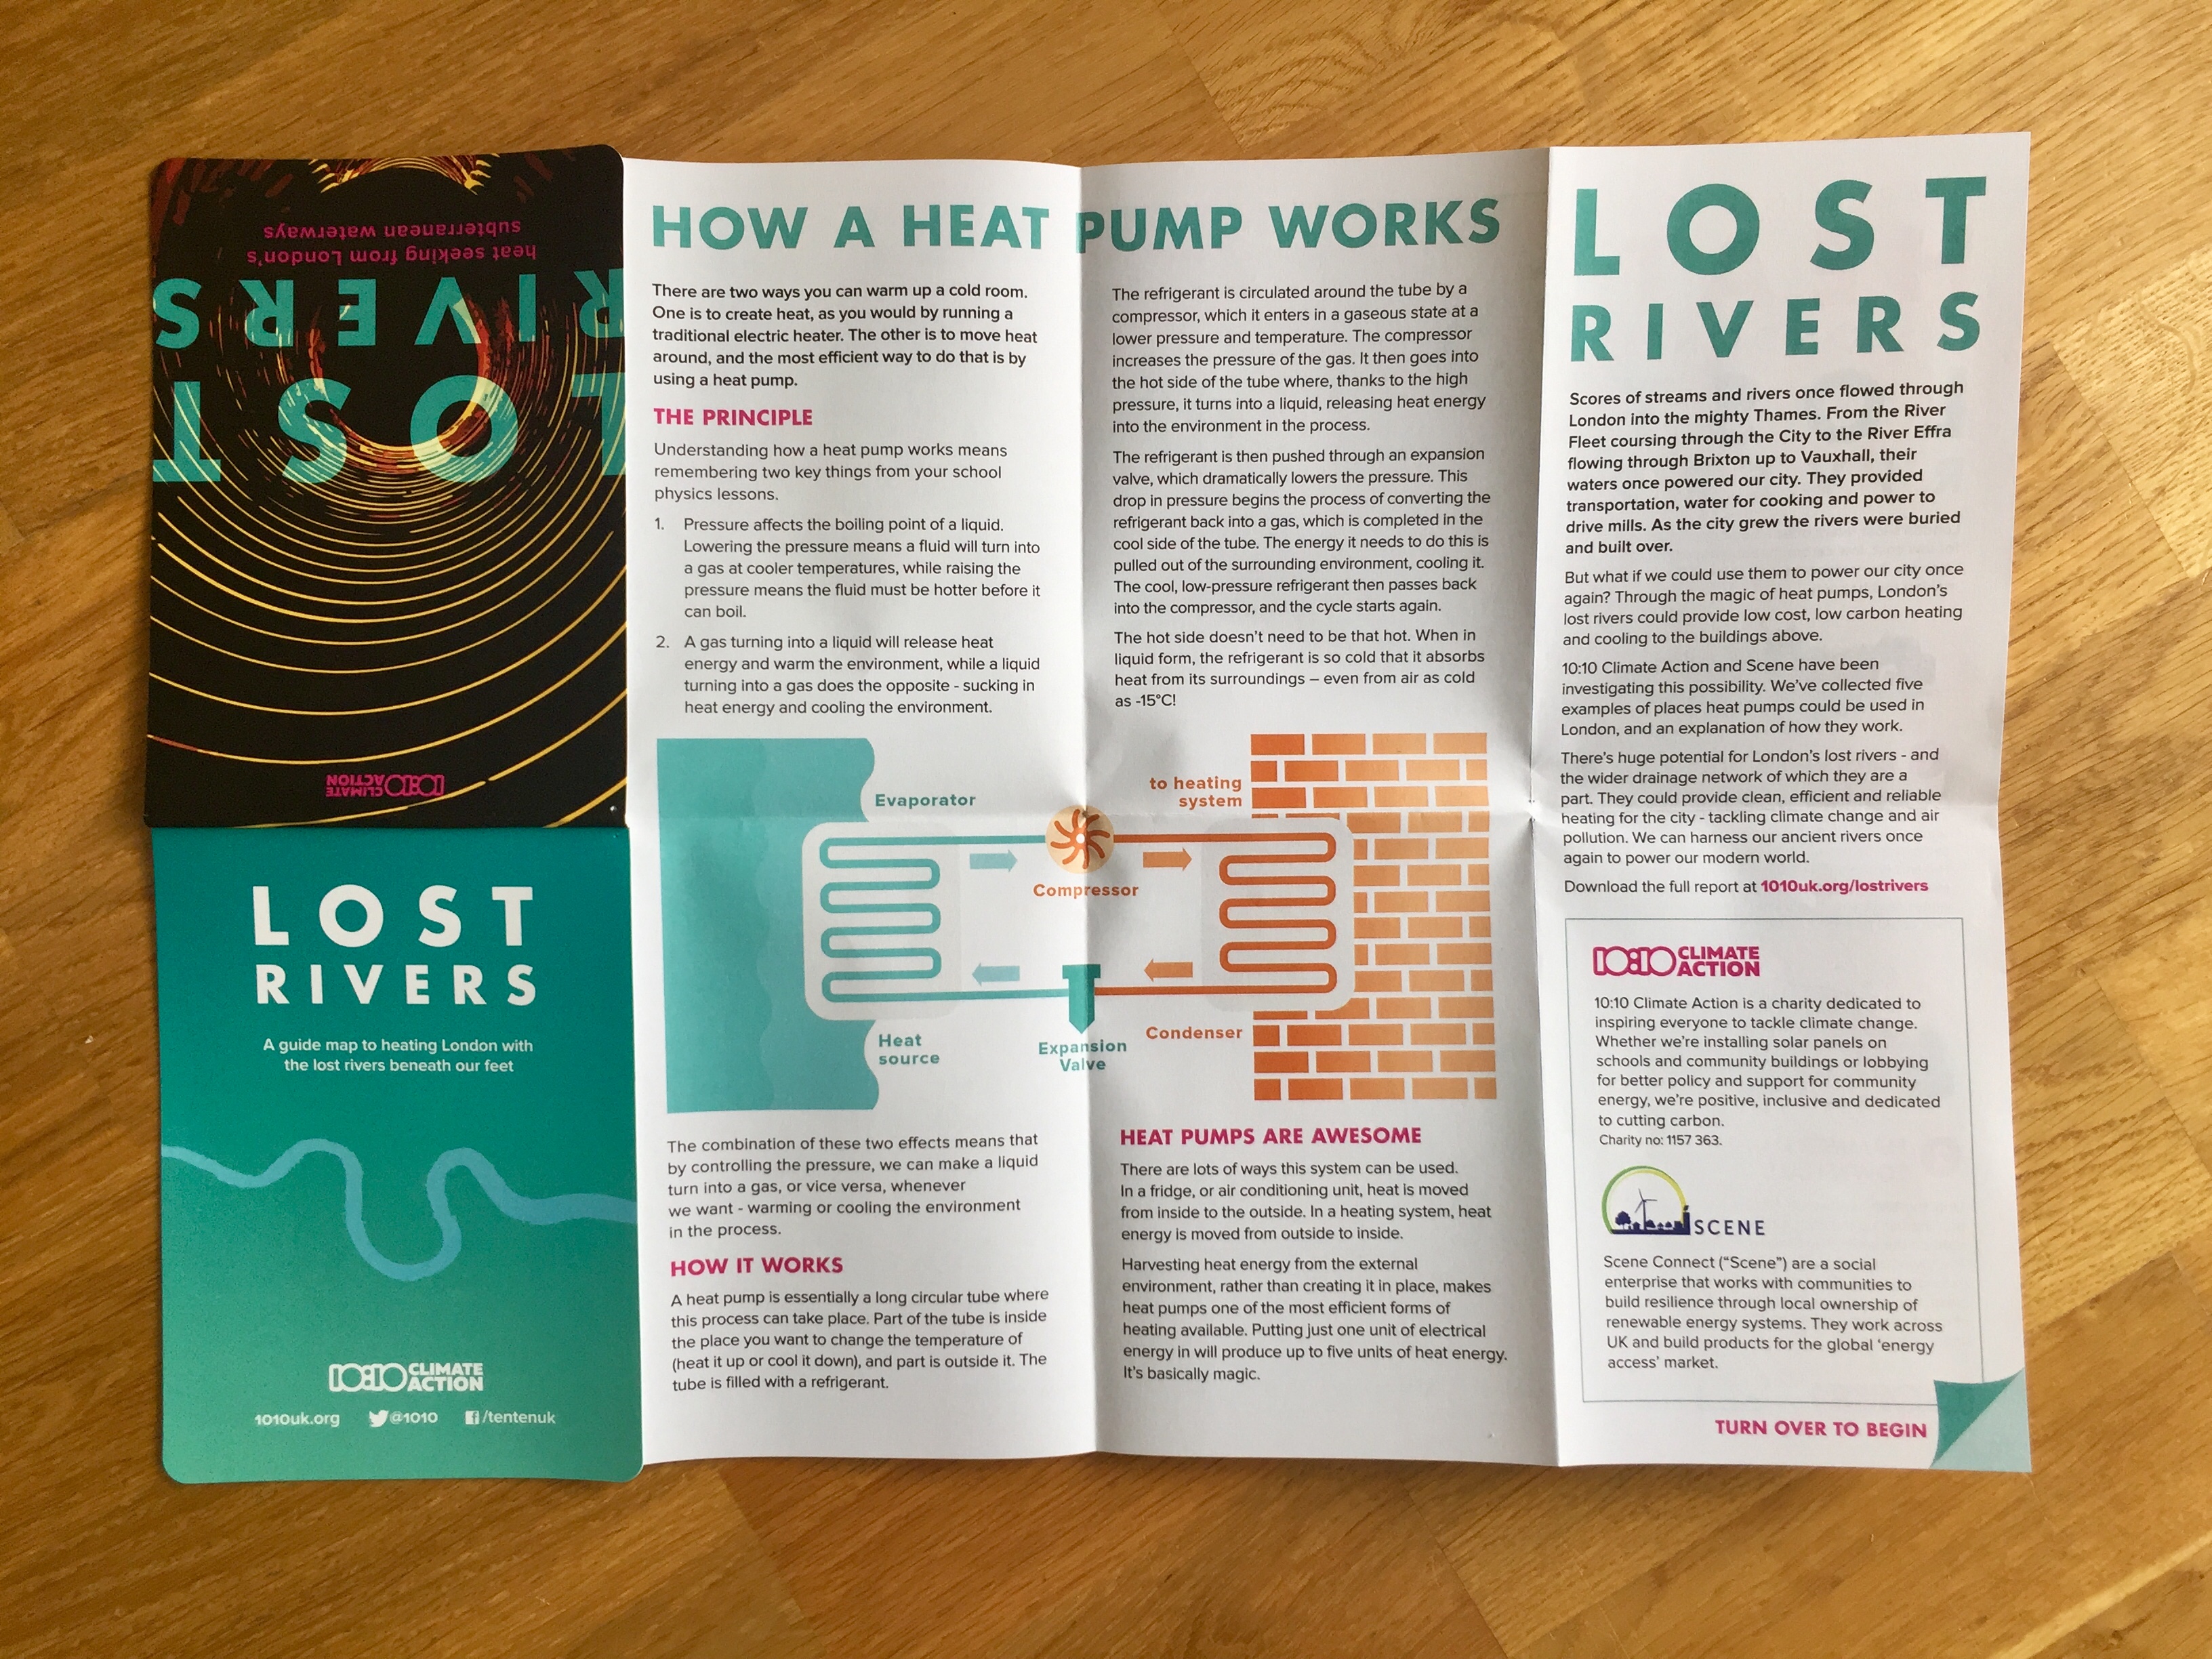 heat seeking from London's
subterranean waterways
LOST
RIVERS
10:10 CLIMATE
ACTION
LOST
RIVERS
A guide map to heating London with
the lost rivers beneath our feet
10:10 CLIMATE
ACTION
1010uk.org @1010 /tentenuk
HOW A HEAT PUMP WORKS
There are two ways you can warm up a cold room.
One is to create heat, as you would by running a
traditional electric heater. The other is to move heat
around, and the most efficient way to do that is by
using a heat pump.
THE PRINCIPLE
Understanding how a heat pump works means
remembering two key things from your school
physics lessons.
1. Pressure affects the boiling point of a liquid.
Lowering the pressure means a fluid will turn into
a gas at cooler temperatures, while raising the
pressure means the fluid must be hotter before it
can boil.
2. A gas turning into a liquid will release heat
energy and warm the environment, while a liquid
turning into a gas does the opposite - sucking in
heat energy and cooling the environment.
The refrigerant is circulated around the tube by a
compressor, which it enters in a gaseous state at a
lower pressure and temperature. The compressor
increases the pressure of the gas. It then goes into
the hot side of the tube where, thanks to the high
pressure, it turns into a liquid, releasing heat energy
into the environment in the process.
The refrigerant is then pushed through an expansion
valve, which dramatically lowers the pressure. This
drop in pressure begins the process of converting the
refrigerant back into a gas, which is completed in the
cool side of the tube. The energy it needs to do this is
pulled out of the surrounding environment, cooling it.
The cool, low-pressure refrigerant then passes back
into the compressor, and the cycle starts again.
The hot side doesn't need to be that hot. When in
liquid form, the refrigerant is so cold that it absorbs
heat from its surroundings – even from air as cold
as -15°C!
Evaporator
to heating
system
Compressor
Heat
source
Expansion
Valve
Condenser
The combination of these two effects means that
by controlling the pressure, we can make a liquid
turn into a gas, or vice versa, whenever
we want - warming or cooling the environment
in the process.
HOW IT WORKS
A heat pump is essentially a long circular tube where
this process can take place. Part of the tube is inside
the place you want to change the temperature of
(heat it up or cool it down), and part is outside it. The
tube is filled with a refrigerant.
HEAT PUMPS ARE AWESOME
There are lots of ways this system can be used.
In a fridge, or air conditioning unit, heat is moved
from inside to the outside. In a heating system, heat
energy is moved from outside to inside.
Harvesting heat energy from the external
environment, rather than creating it in place, makes
heat pumps one of the most efficient forms of
heating available. Putting just one unit of electrical
energy in will produce up to five units of heat energy.
It's basically magic.
LOST
RIVERS
Scores of streams and rivers once flowed through
London into the mighty Thames. From the River
Fleet coursing through the City to the River Effra
flowing through Brixton up to Vauxhall, their
waters once powered our city. They provided
transportation, water for cooking and power to
drive mills. As the city grew the rivers were buried
and built over.
But what if we could use them to power our city once
again? Through the magic of heat pumps, London's
lost rivers could provide low cost, low carbon heating
and cooling to the buildings above.
10:10 Climate Action and Scene have been
investigating this possibility. We've collected five
examples of places heat pumps could be used in
London, and an explanation of how they work.
There's huge potential for London's lost rivers - and
the wider drainage network of which they are a
part. They could provide clean, efficient and reliable
heating for the city - tackling climate change and air
pollution. We can harness our ancient rivers once
again to power our modern world.
Download the full report at 1010uk.org/lostrivers
10:10 CLIMATE
ACTION
10:10 Climate Action is a charity dedicated to
inspiring everyone to tackle climate change.
Whether we're installing solar panels on
schools and community buildings or lobbying
for better policy and support for community
energy, we're positive, inclusive and dedicated
to cutting carbon.
Charity no: 1157 363.
SCENE
Scene Connect ("Scene") are a social
enterprise that works with communities to
build resilience through local ownership of
renewable energy systems. They work across
UK and build products for the global 'energy
access' market.
TURN OVER TO BEGIN